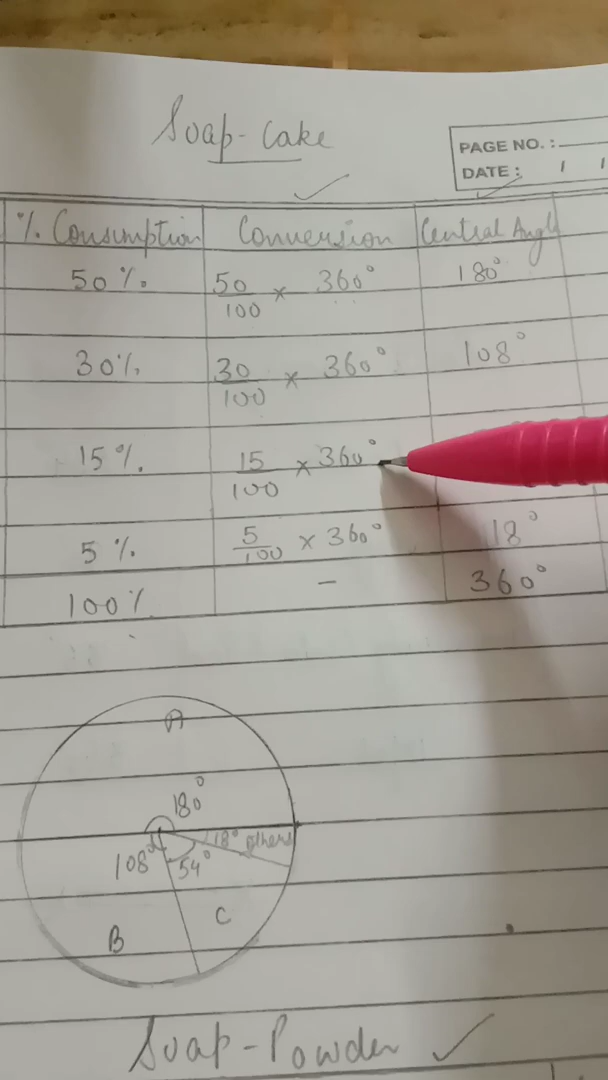 Soap-Cake
PAGE NO. :
DATE : / /
% Consumption Conversion Central Angle
50% 50/100 × 360° 180°
30% 30/100 × 360° 108°
15% 15/100 × 360°
5% 5/100 × 360° 18°
100% - 360°
A
180°
108° 54° 18° others
B C
Soap-Powder